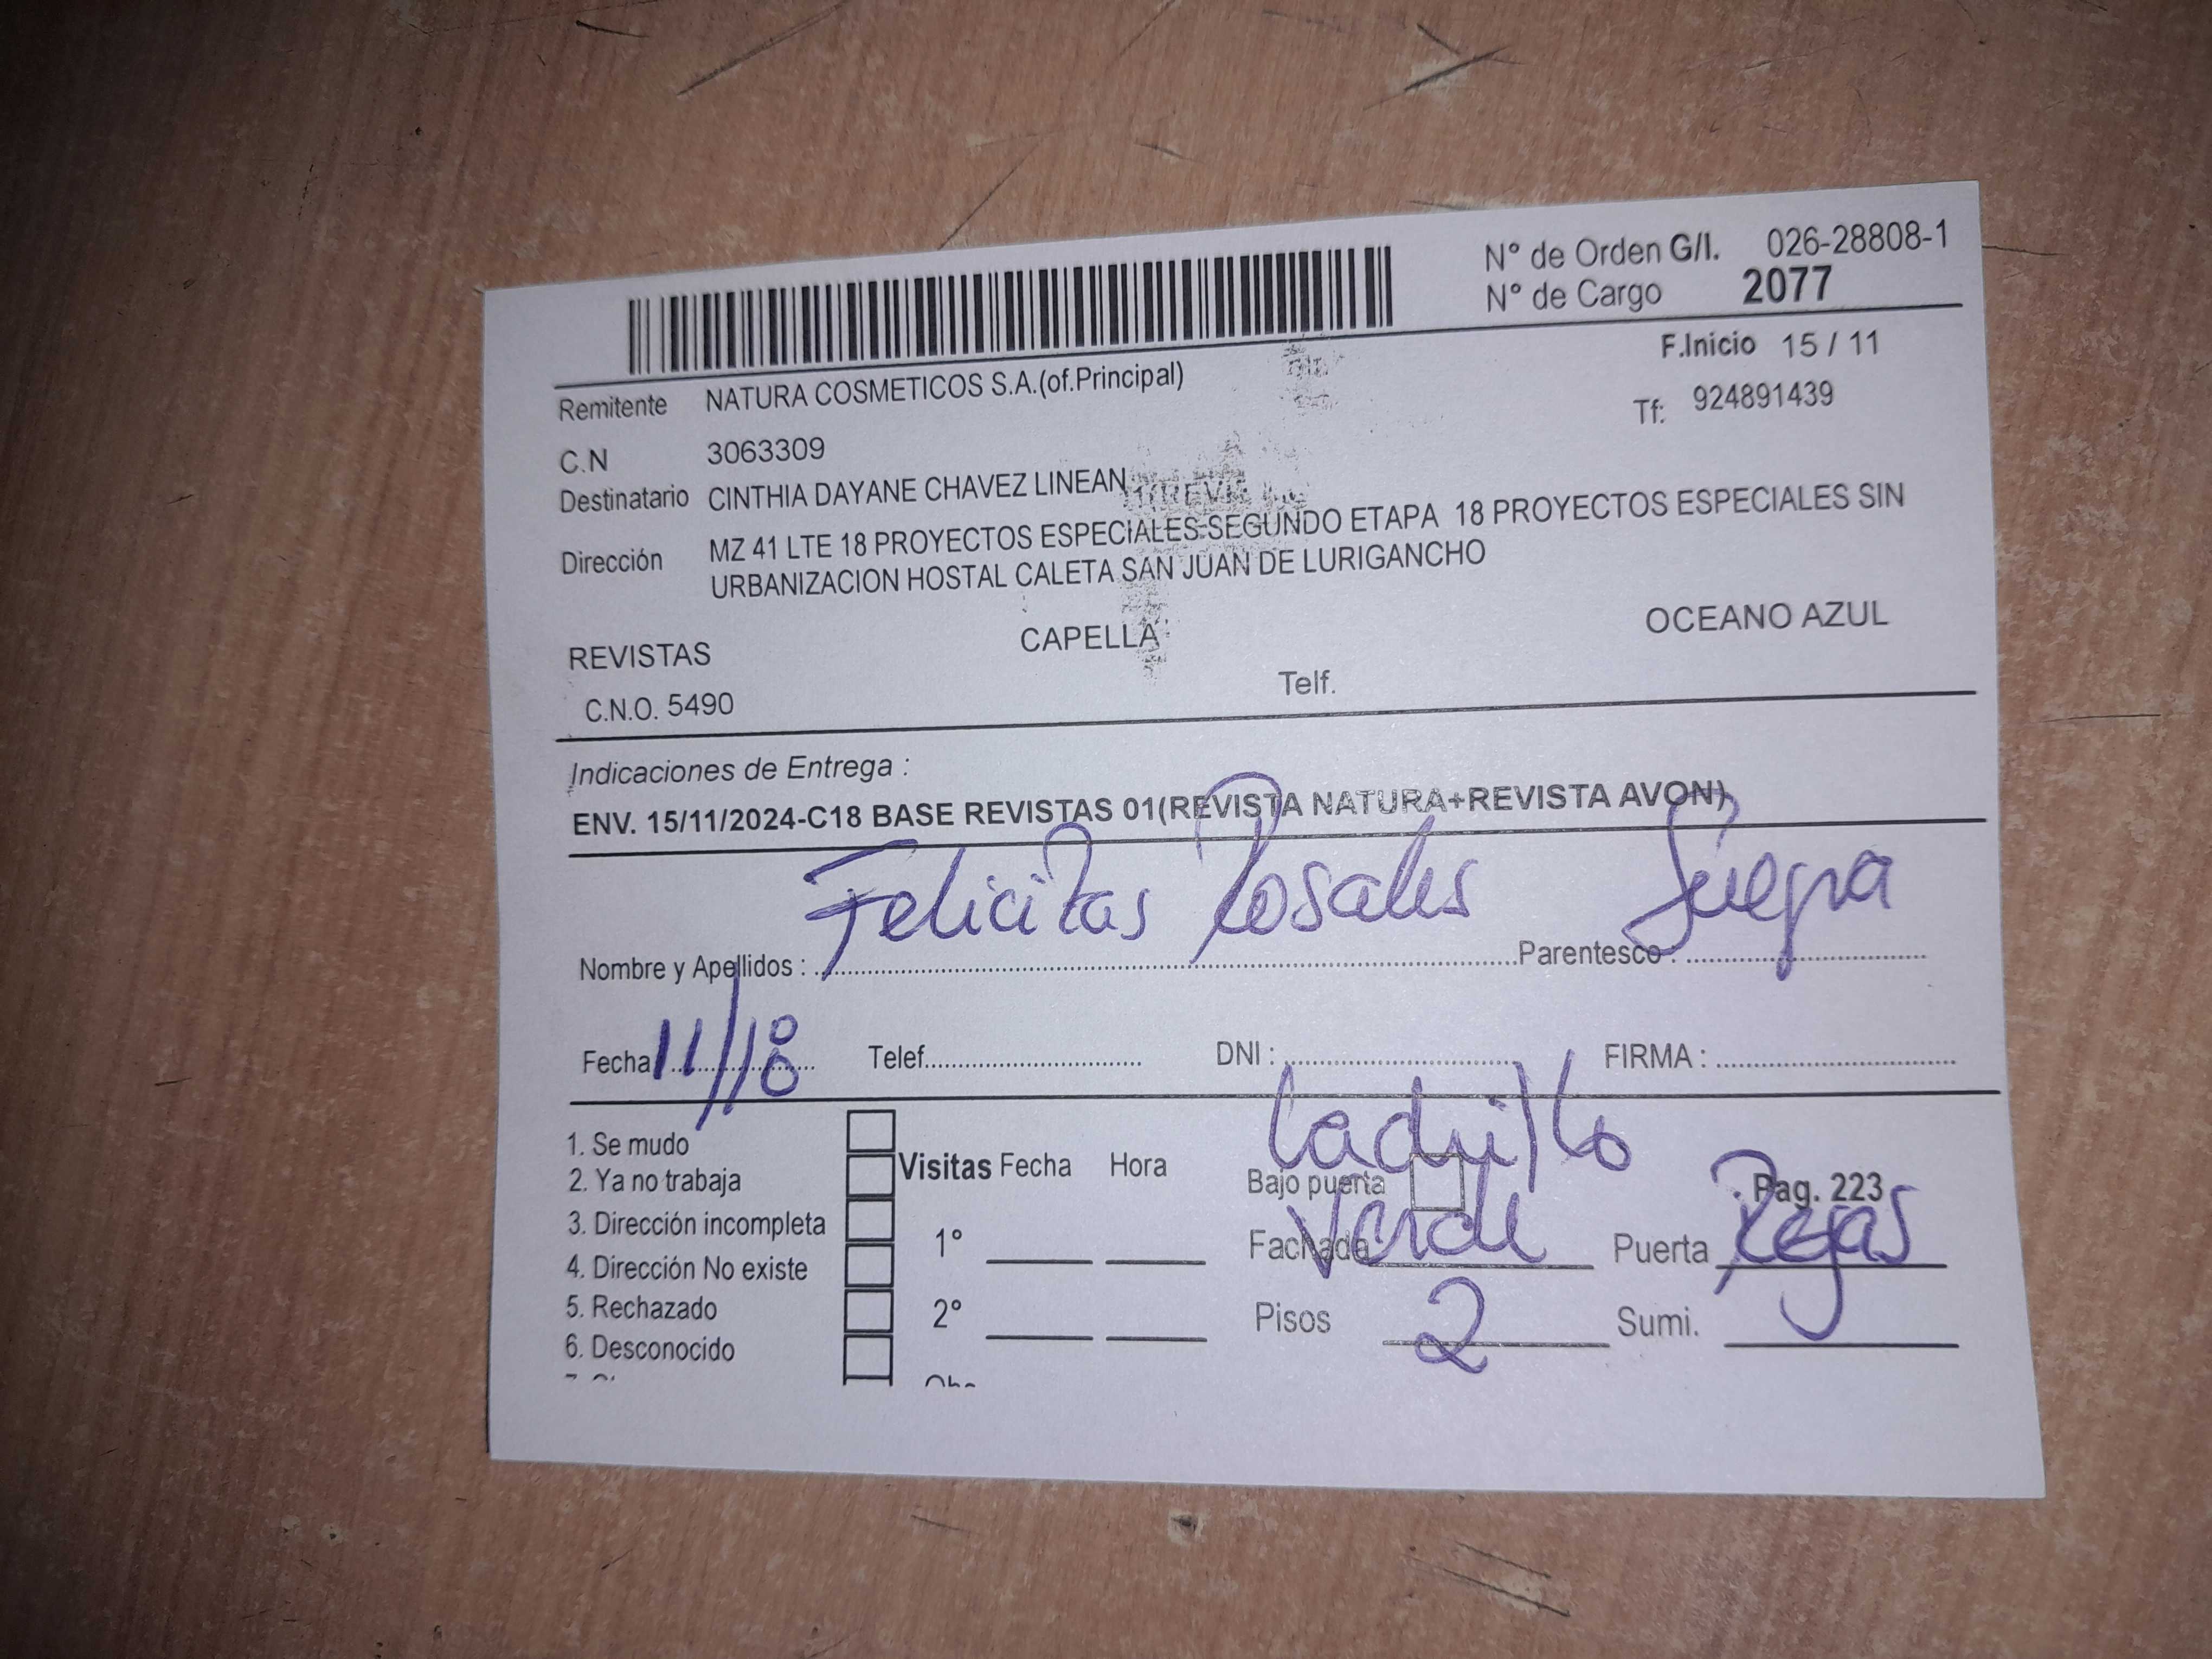 N° de Orden G/I. 026-28808-1
N° de Cargo 2077
F.Inicio 15 / 11
Remitente NATURA COSMETICOS S.A.(of.Principal)
Tf: 924891439
C.N 3063309
Destinatario CINTHIA DAYANE CHAVEZ LINEAN
Dirección MZ 41 LTE 18 PROYECTOS ESPECIALES-SEGUNDO ETAPA 18 PROYECTOS ESPECIALES SIN
URBANIZACION HOSTAL CALETA SAN JUAN DE LURIGANCHO
REVISTAS CAPELLA OCEANO AZUL
C.N.O. 5490 Telf.
Indicaciones de Entrega :
ENV. 15/11/2024-C18 BASE REVISTAS 01(REVISTA NATURA+REVISTA AVON)
Nombre y Apellidos : Felicitas Rosales Parentesco : Suegra
Fecha 11/18 Telef. DNI : FIRMA :
Ladrillo
1. Se mudo
2. Ya no trabaja
3. Dirección incompleta
4. Dirección No existe
5. Rechazado
6. Desconocido
Visitas Fecha Hora
1°
2°
Bajo puerta Pag. 223
Fachada Verde Puerta Rejas
Pisos 2 Sumi.